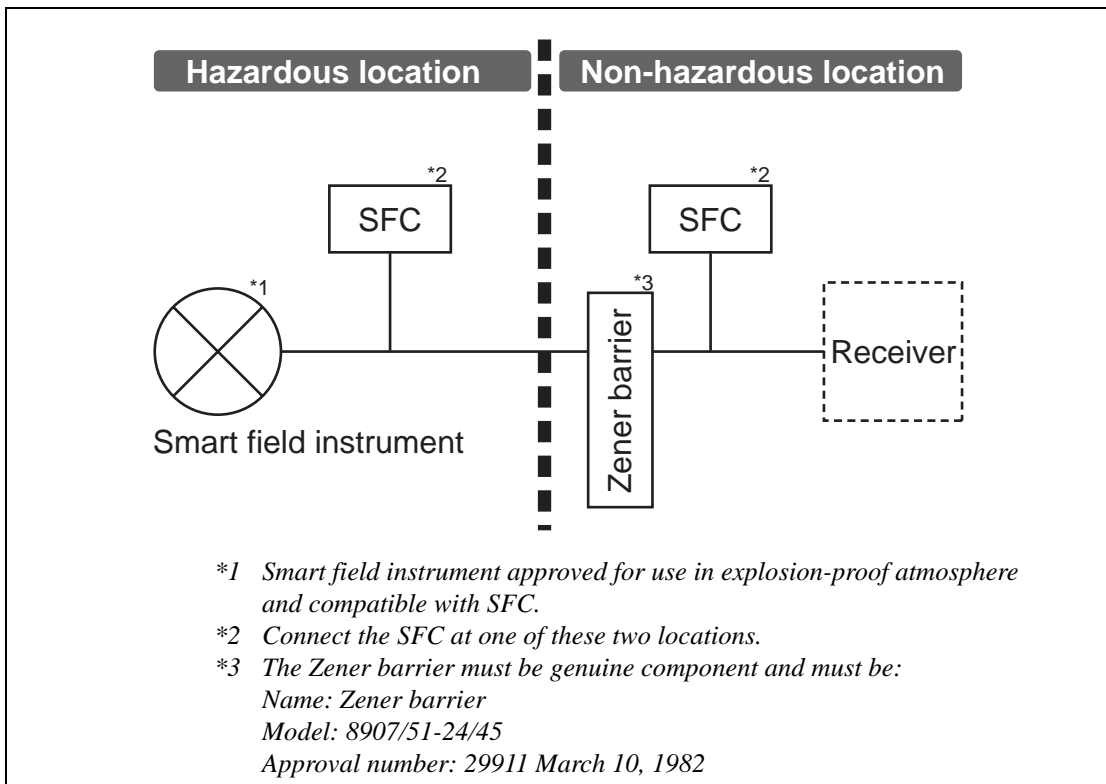 Hazardous location
Non-hazardous location
*2
SFC
*2
SFC
*1
*3
Zener barrier
Receiver
Smart field instrument
*1 Smart field instrument approved for use in explosion-proof atmosphere
and compatible with SFC.
*2 Connect the SFC at one of these two locations.
*3 The Zener barrier must be genuine component and must be:
Name: Zener barrier
Model: 8907/51-24/45
Approval number: 29911 March 10, 1982